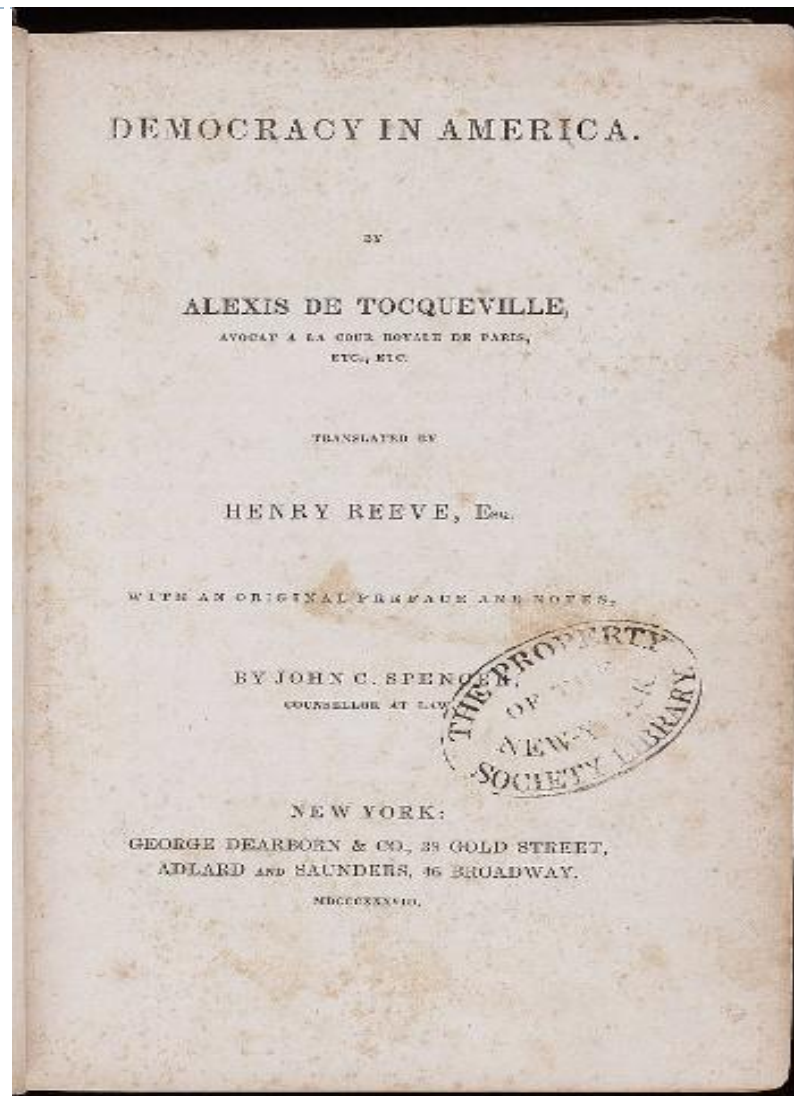 DEMOCRACY IN AMERICA.
BY
ALEXIS DE TOCQUEVILLE,
AVOCAT A LA COUR ROYALE DE PARIS,
ETC., ETC.
TRANSLATED BY
HENRY REEVE, Esq.
WITH AN ORIGINAL PREFACE AND NOTES,
BY JOHN C. SPENCER,
COUNSELLOR AT LAW
THE PROPERTY
OF THE
NEW-YORK
SOCIETY LIBRARY
NEW YORK:
GEORGE DEARBORN & CO., 38 GOLD STREET,
ADLARD AND SAUNDERS, 46 BROADWAY.
MDCCCXXXVIII.